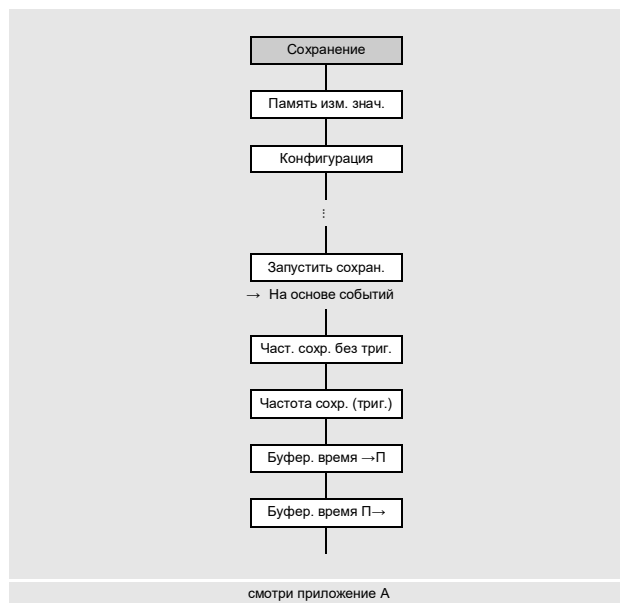 Сохранение
Память изм. знач.
Конфигурация
⋮
Запустить сохран.
→ На основе событий
Част. сохр. без триг.
Частота сохр. (триг.)
Буфер. время →П
Буфер. время П→
смотри приложение А